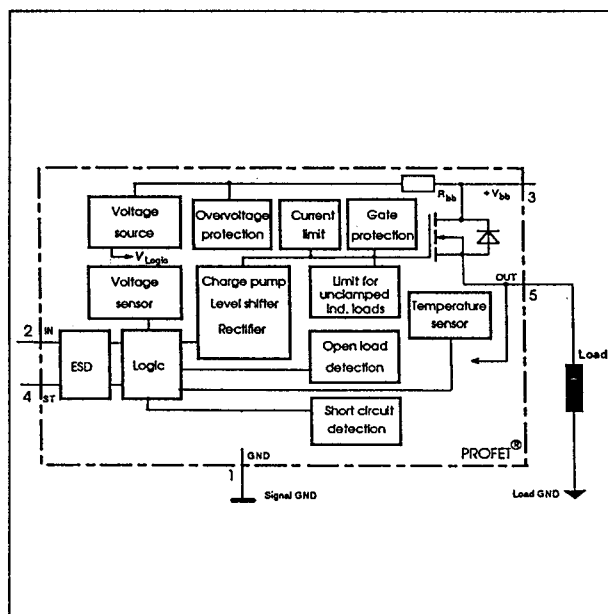 R bb
+ V bb
3
Voltage
source
Overvoltage
protection
Current
limit
Gate
protection
V Logic
Voltage
sensor
Charge pump
Level shifter
Rectifier
Limit for
unclamped
ind. loads
OUT
5
Temperature
sensor
2
IN
ESD
Logic
Open load
detection
Load
4
ST
Short circuit
detection
GND
1
PROFET®
Signal GND
Load GND